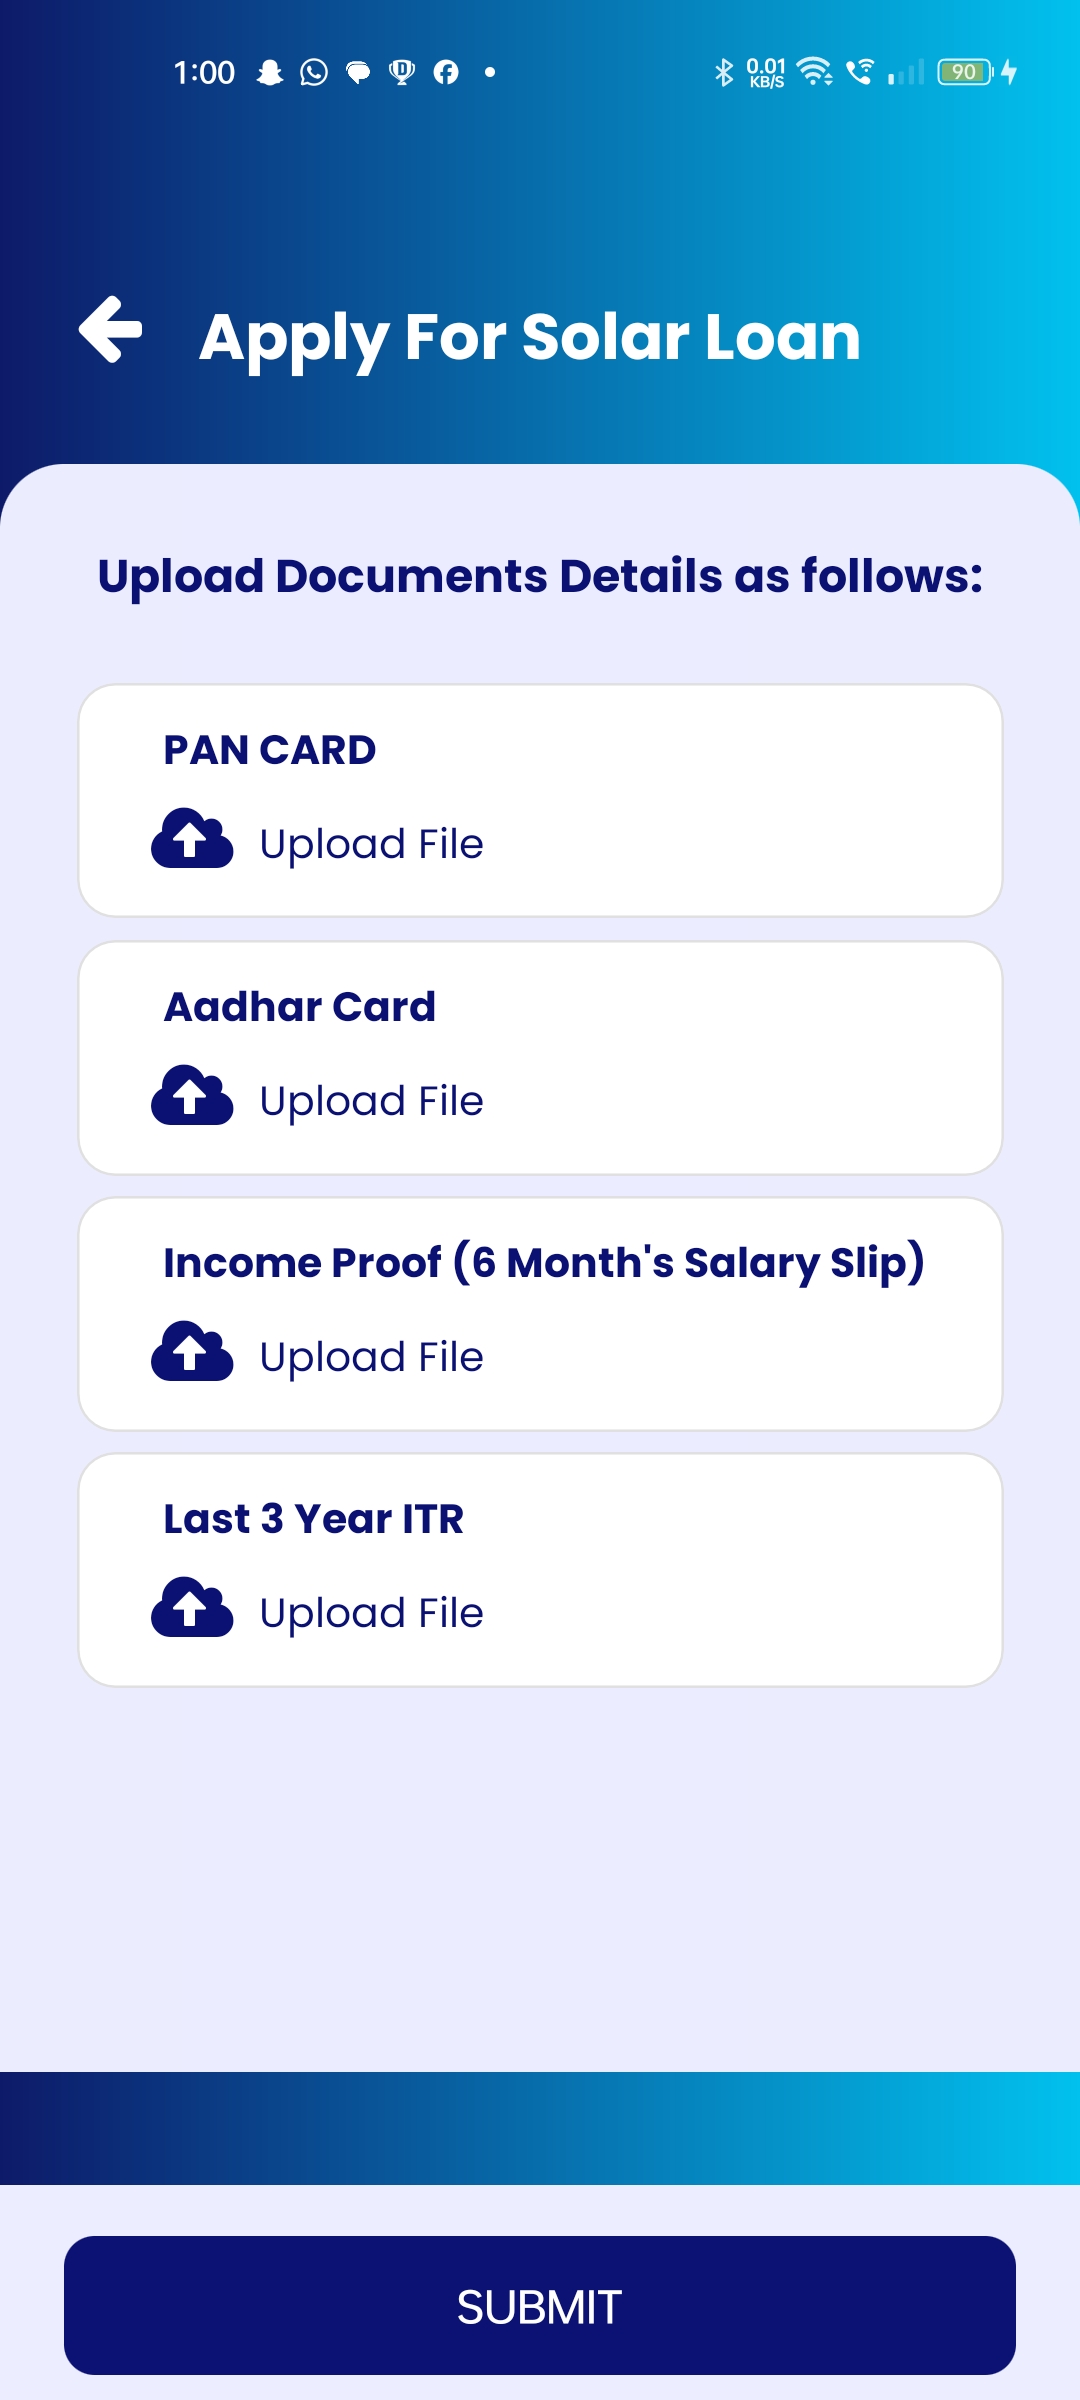 1:00 0.01 KB/S 90
Apply For Solar Loan
Upload Documents Details as follows:
PAN CARD
Upload File
Aadhar Card
Upload File
Income Proof (6 Month's Salary Slip)
Upload File
Last 3 Year ITR
Upload File
SUBMIT